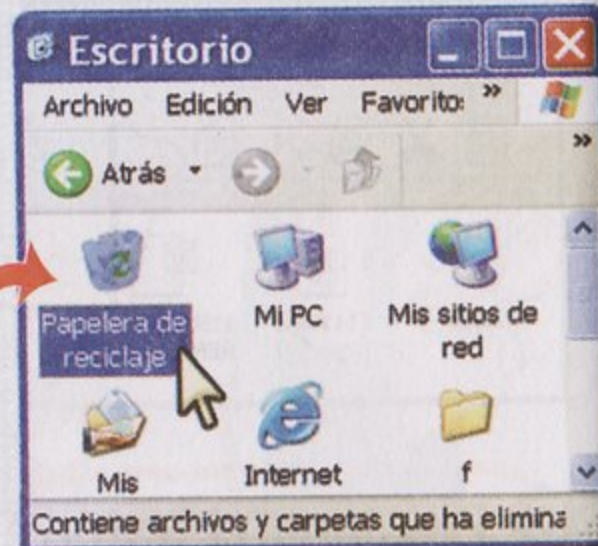 Escritorio
Archivo Edición Ver Favorito: »
Atrás »
Papelera de
reciclaje
Mi PC
Mis sitios de
red
Mis
Internet
f
Contiene archivos y carpetas que ha elimina